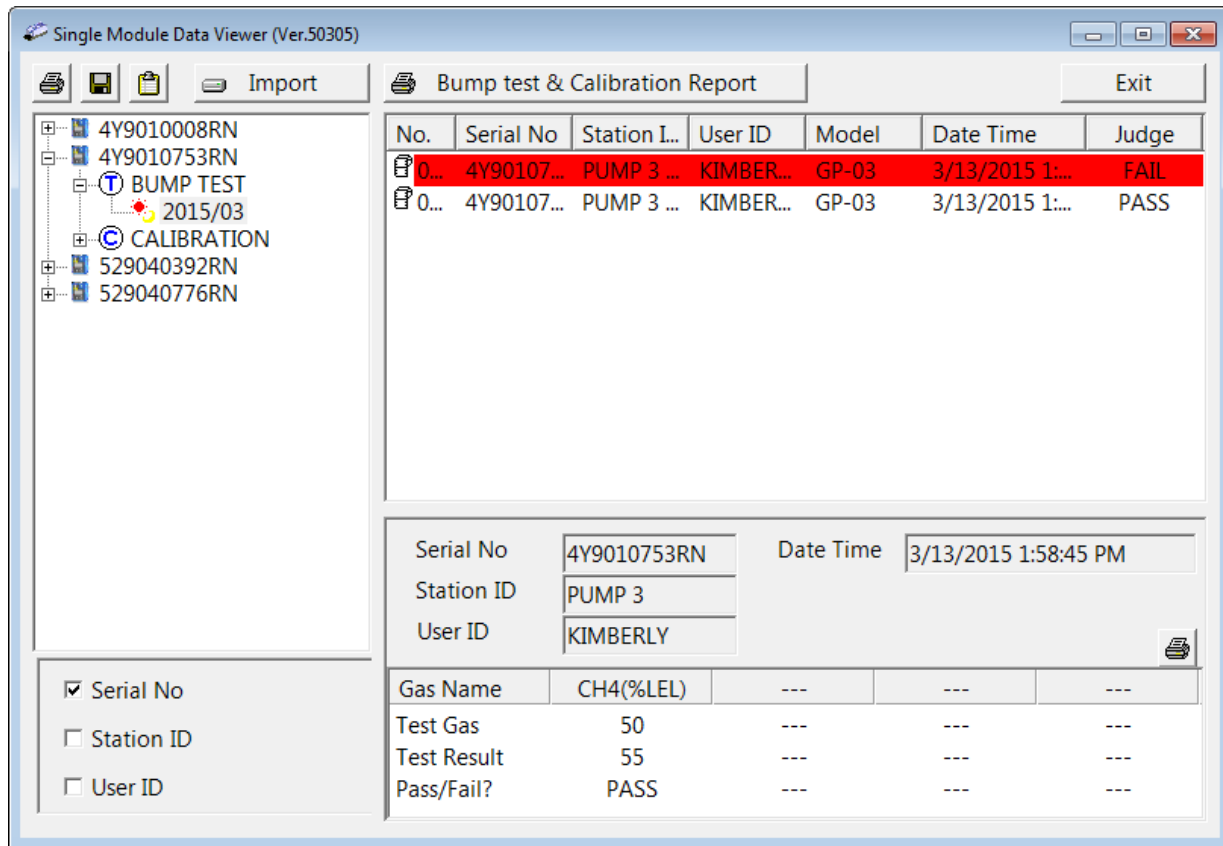 Single Module Data Viewer (Ver.50305)
Import
Bump test & Calibration Report
Exit
4Y9010008RN
4Y9010753RN
T BUMP TEST
2015/03
C CALIBRATION
529040392RN
529040776RN
Serial No
Station ID
User ID
No. Serial No Station I... User ID Model Date Time Judge
0... 4Y90107... PUMP 3 ... KIMBER... GP-03 3/13/2015 1:... FAIL
0... 4Y90107... PUMP 3 ... KIMBER... GP-03 3/13/2015 1:... PASS
Serial No 4Y9010753RN Date Time 3/13/2015 1:58:45 PM
Station ID PUMP 3
User ID KIMBERLY
Gas Name CH4(%LEL) --- --- ---
Test Gas 50 --- --- ---
Test Result 55 --- --- ---
Pass/Fail? PASS --- --- ---